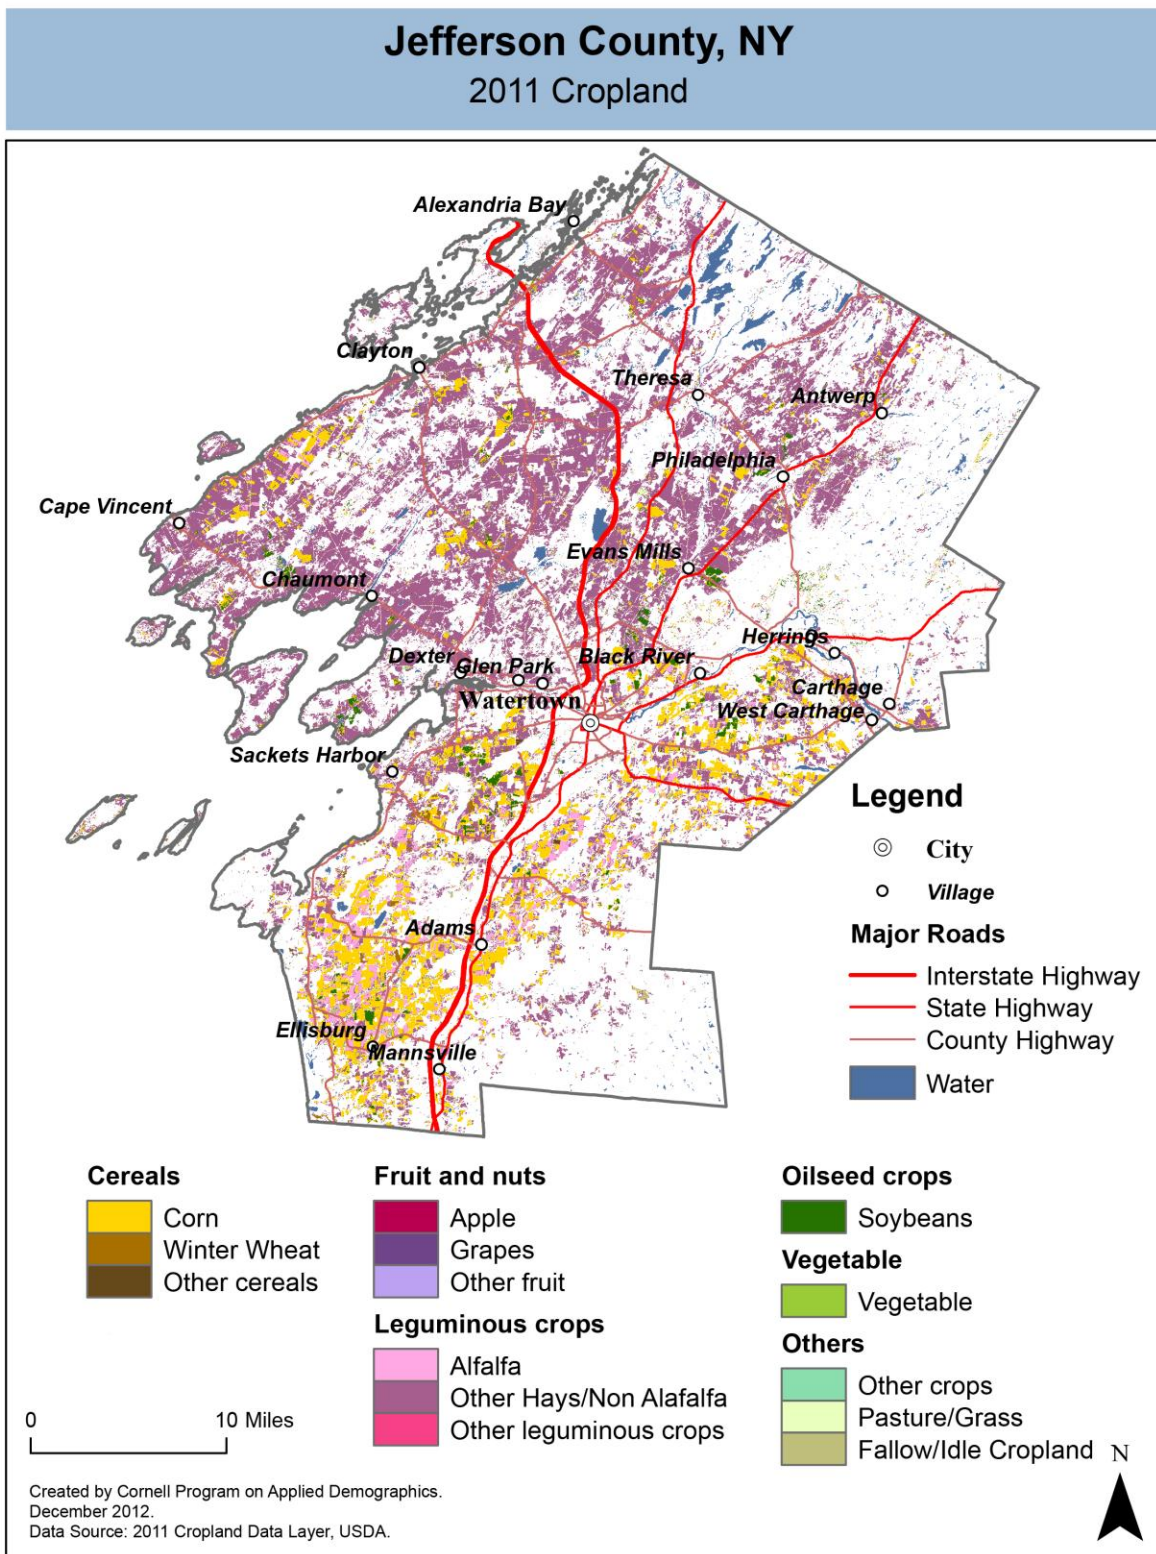 Jefferson County, NY
2011 Cropland
Alexandria Bay
Clayton
Theresa
Antwerp
Philadelphia
Cape Vincent
Evans Mills
Chaumont
Herrings
Dexter
Glen Park
Black River
Watertown
Carthage
West Carthage
Sackets Harbor
Adams
Ellisburg
Mannsville
Legend
City
Village
Major Roads
Interstate Highway
State Highway
County Highway
Water
Cereals
Corn
Winter Wheat
Other cereals
Fruit and nuts
Apple
Grapes
Other fruit
Leguminous crops
Alfalfa
Other Hays/Non Alafalfa
Other leguminous crops
Oilseed crops
Soybeans
Vegetable
Vegetable
Others
Other crops
Pasture/Grass
Fallow/Idle Cropland
0 10 Miles
N
Created by Cornell Program on Applied Demographics.
December 2012.
Data Source: 2011 Cropland Data Layer, USDA.